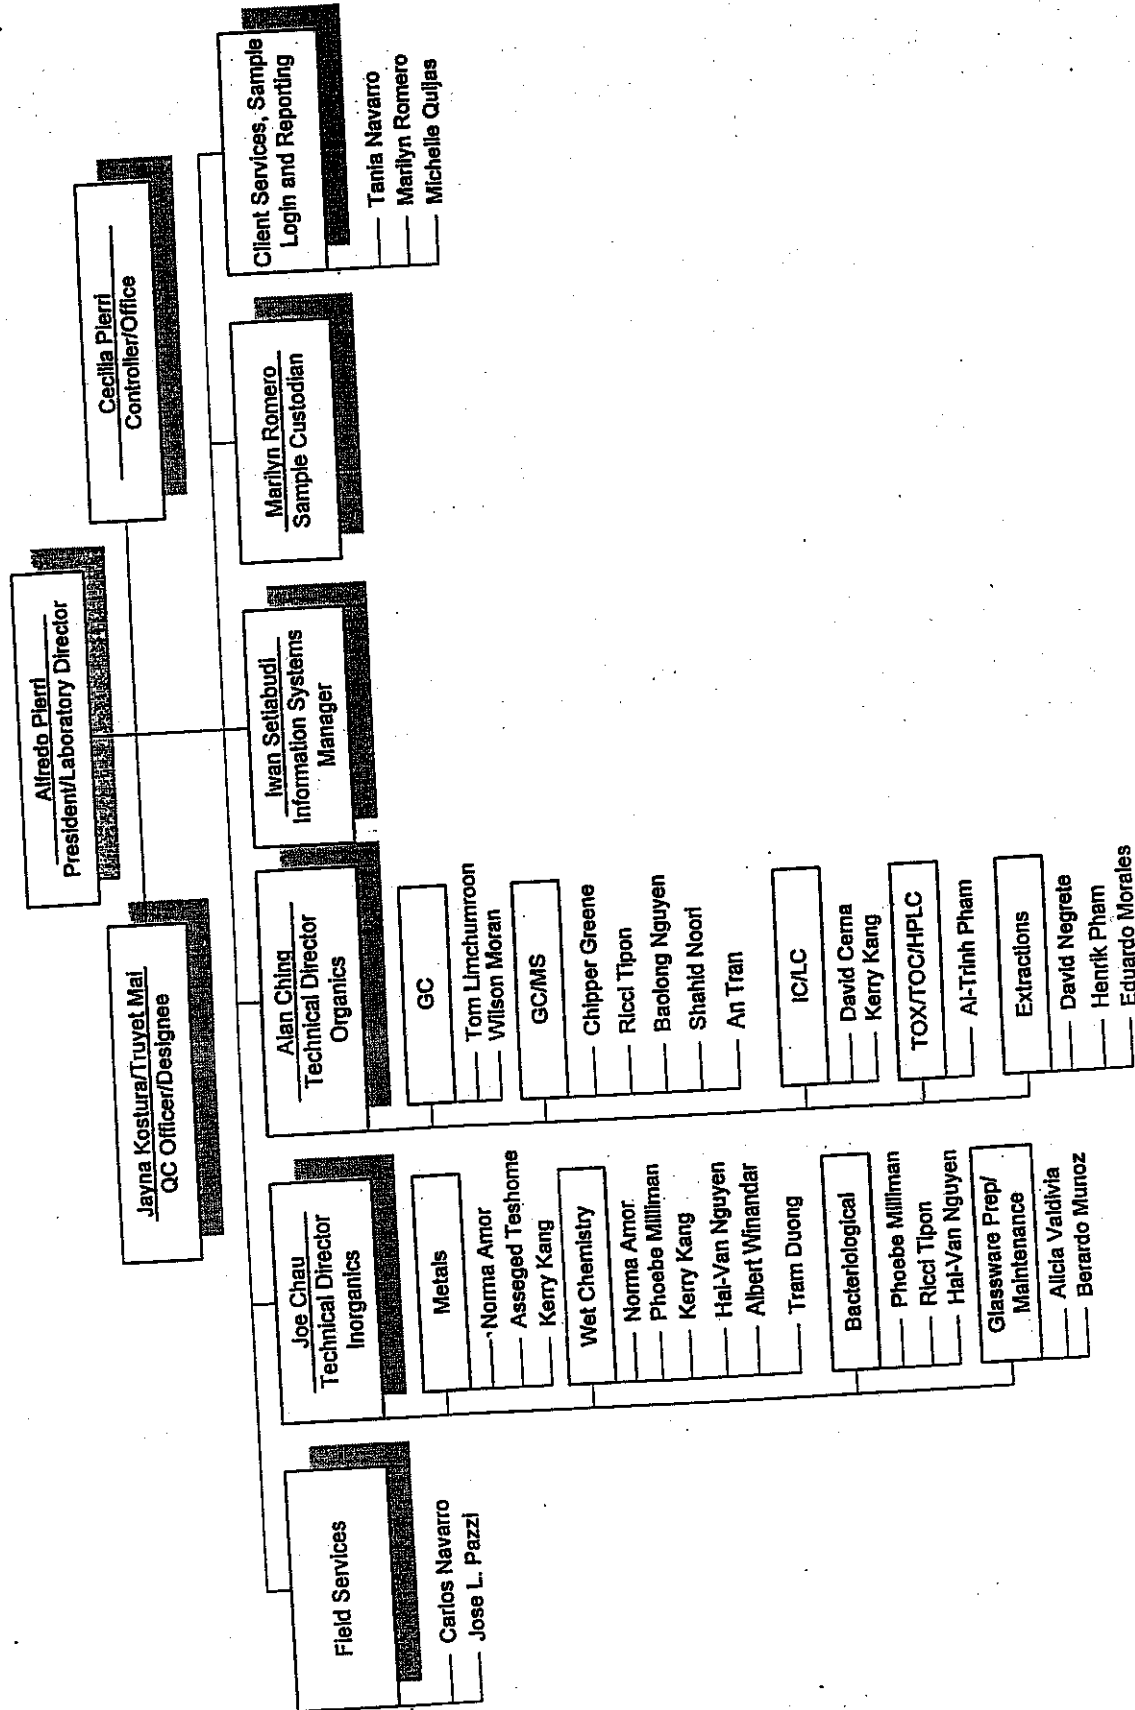 Alfredo Pierri
President/Laboratory Director
Jayna Kostura/Truyet Mai
QC Officer/Designee
Cecilia Pierri
Controller/Office
Field Services
Carlos Navarro
Jose L. Pazzi
Joe Chau
Technical Director
Inorganics
Metals
Norma Amor
Asseged Teshome
Kerry Kang
Wet Chemistry
Norma Amor
Phoebe Milliman
Kerry Kang
Hai-Van Nguyen
Albert Winandar
Tram Duong
Bacteriological
Phoebe Milliman
Ricci Tipon
Hai-Van Nguyen
Glassware Prep/
Maintenance
Alicia Valdivia
Berardo Munoz
Alan Ching
Technical Director
Organics
GC
Tom Limchumroon
Wilson Moran
GC/MS
Chipper Greene
Ricci Tipon
Baolong Nguyen
Shahid Noori
An Tran
IC/LC
David Cerna
Kerry Kang
TOX/TOC/HPLC
Ai-Trinh Pham
Extractions
David Negrete
Henrik Pham
Eduardo Morales
Iwan Setiabudi
Information Systems
Manager
Marilyn Romero
Sample Custodian
Client Services, Sample
Login and Reporting
Tania Navarro
Marilyn Romero
Michelle Quijas